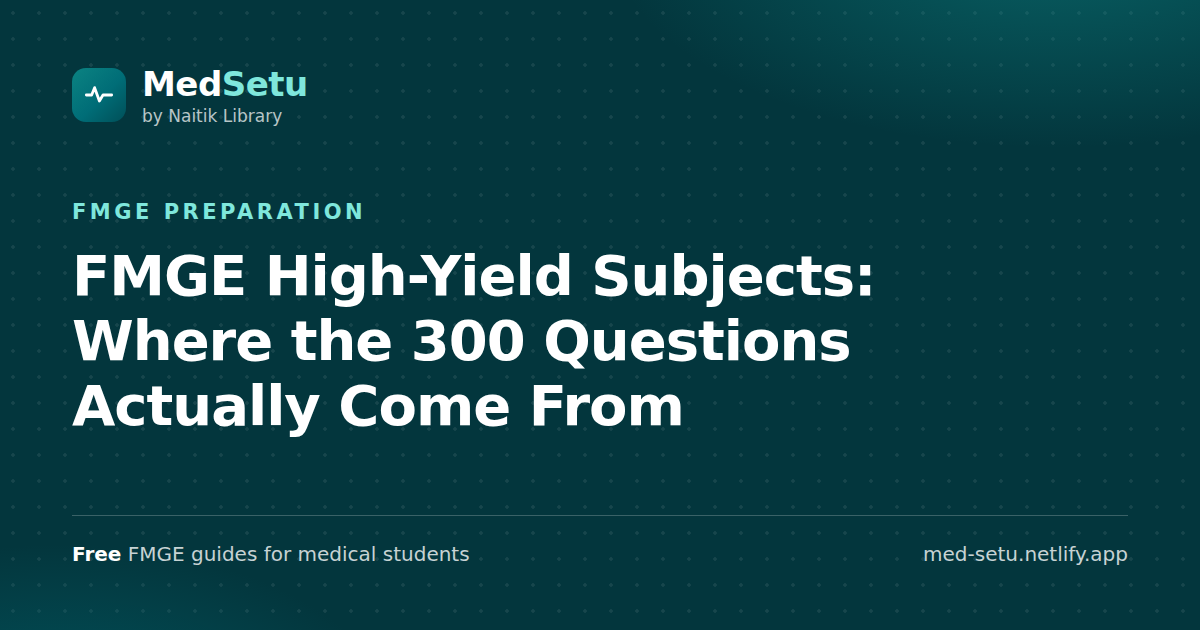 MedSetu
by Naitik Library
FMGE PREPARATION
FMGE High-Yield Subjects:
Where the 300 Questions
Actually Come From
Free FMGE guides for medical students
med-setu.netlify.app